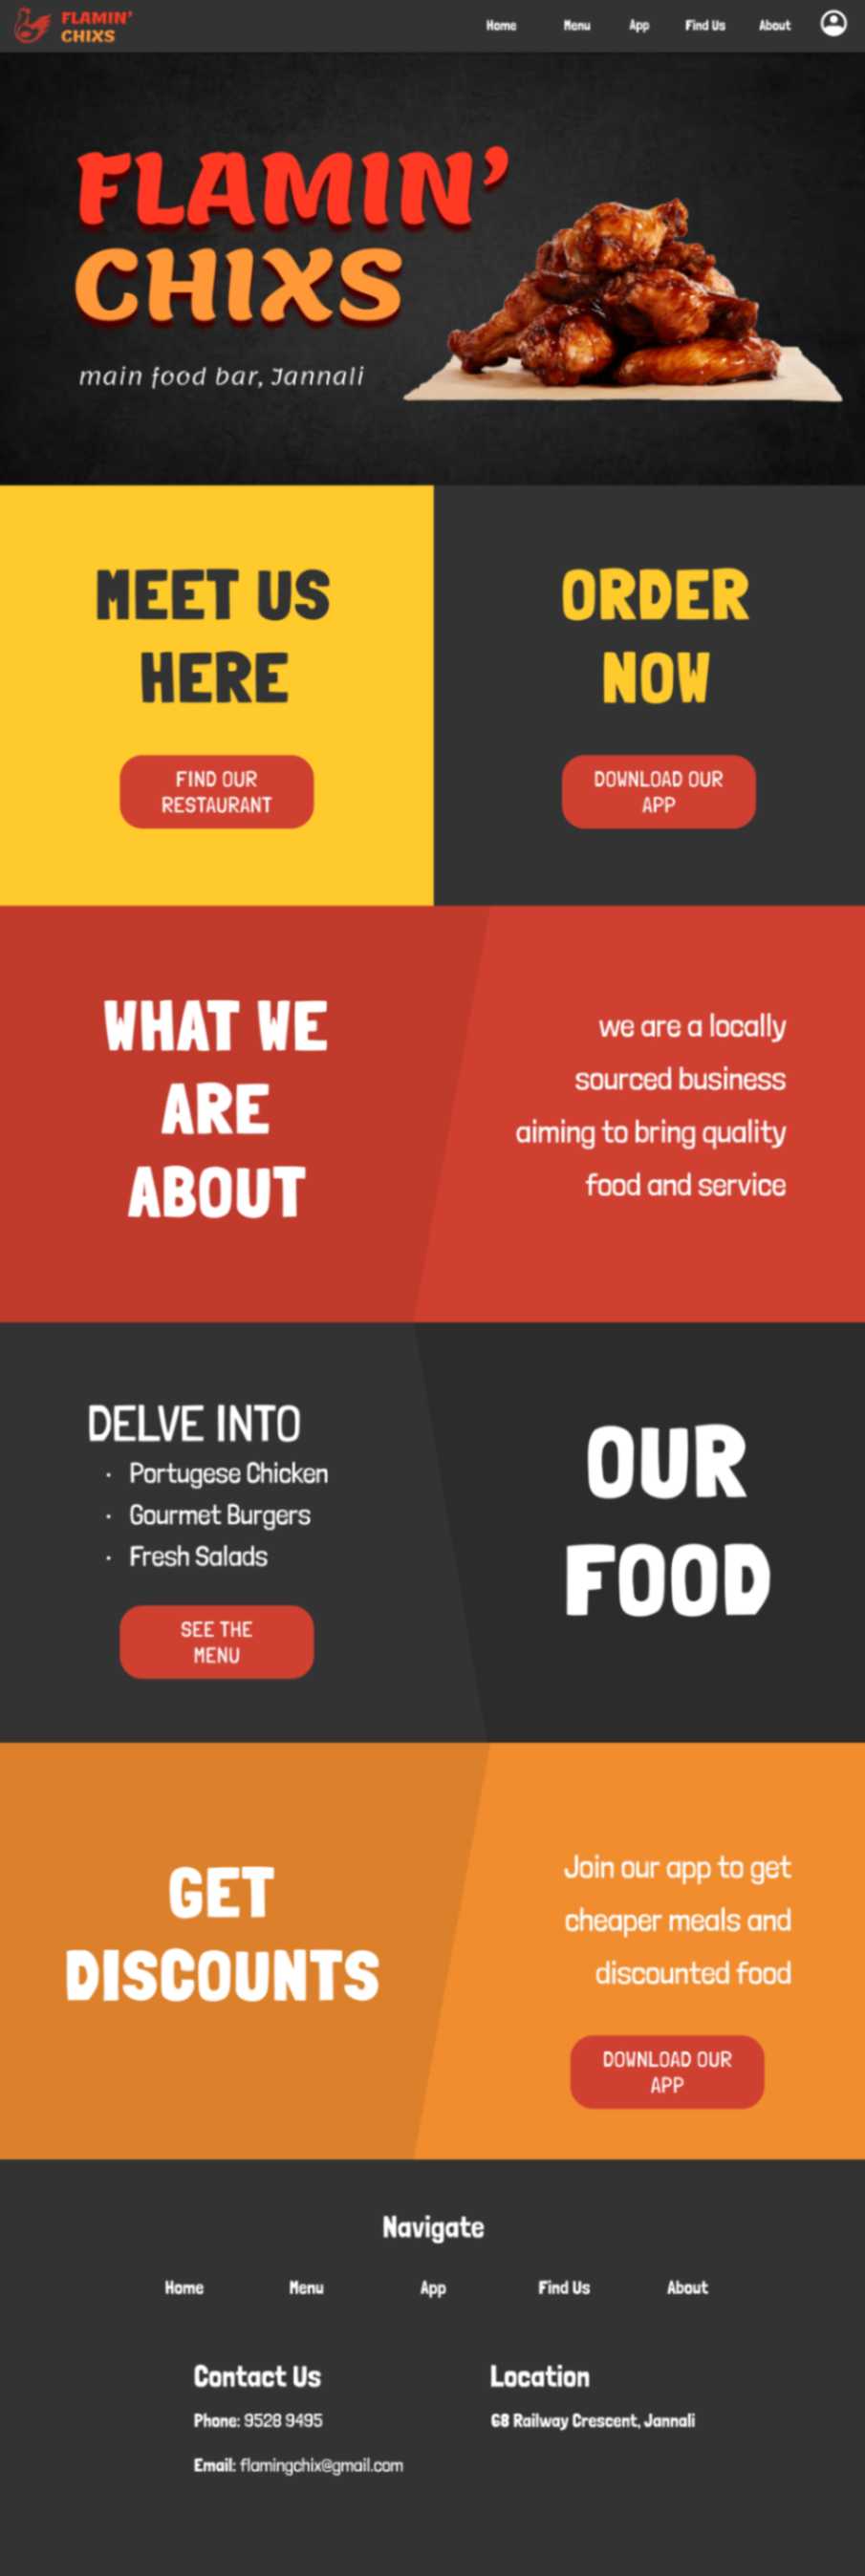 FLAMIN'
CHIXS
Home Menu App Find Us About
FLAMIN'
CHIXS
main food bar, Jannali
MEET US
HERE
FIND OUR
RESTAURANT
ORDER
NOW
DOWNLOAD OUR
APP
WHAT WE
ARE
ABOUT
we are a locally
sourced business
aiming to bring quality
food and service
DELVE INTO
· Portugese Chicken
· Gourmet Burgers
· Fresh Salads
SEE THE
MENU
OUR
FOOD
GET
DISCOUNTS
Join our app to get
cheaper meals and
discounted food
DOWNLOAD OUR
APP
Navigate
Home Menu App Find Us About
Contact Us
Phone: 9528 9495
Email: flamingchix@gmail.com
Location
68 Railway Crescent, Jannali